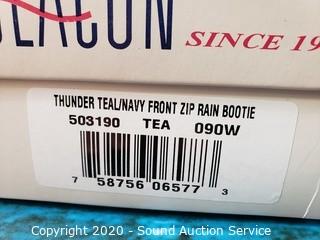 BEACON
SINCE 19
THUNDER TEAL/NAVY FRONT ZIP RAIN BOOTIE
503190 TEA 090W
7 58756 06577 3
Copyright 2020 - Sound Auction Service